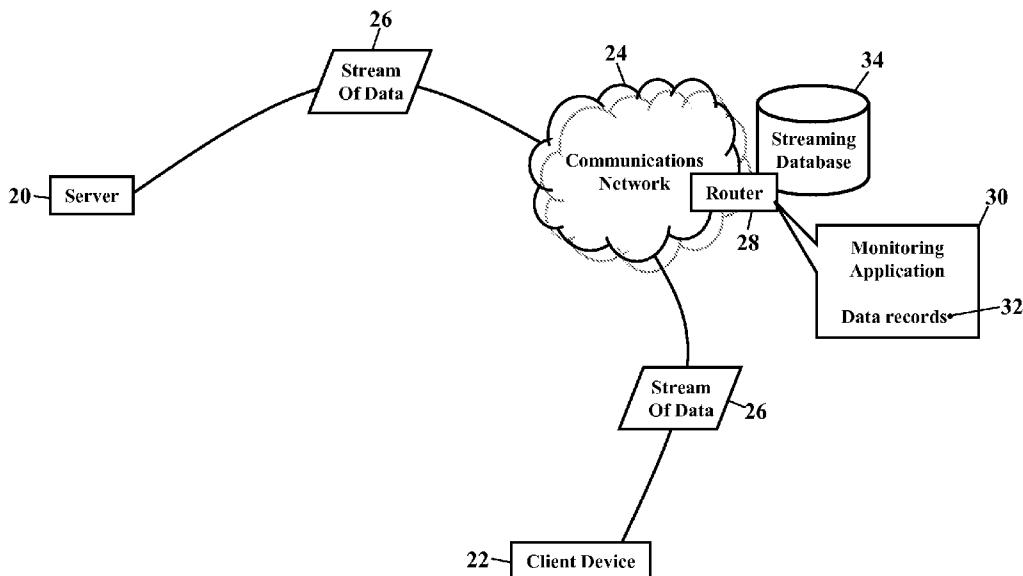 26
Stream
Of Data
24
34
Streaming
Database
Communications
Network
20
Server
Router
28
30
Monitoring
Application
Data records
32
Stream
Of Data
26
22
Client Device